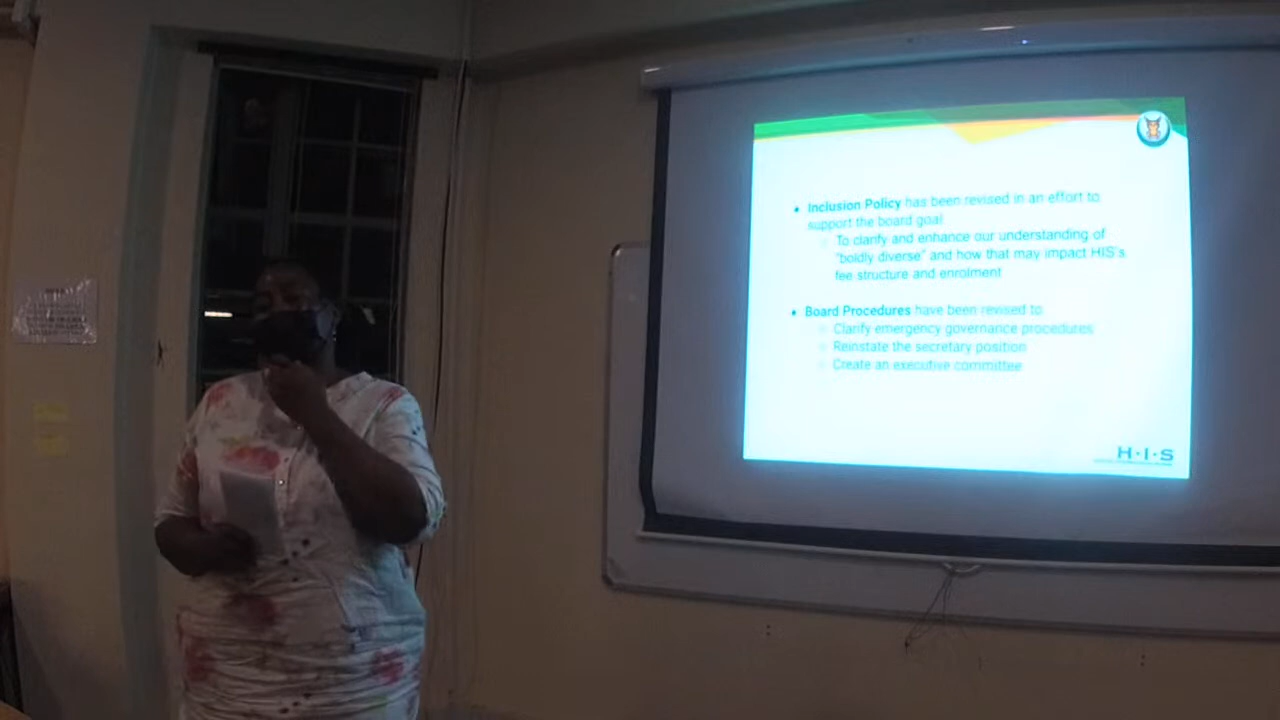 Inclusion Policy has been revised in an effort to
support the board goal
To clarify and enhance our understanding of
"boldly diverse" and how that may impact HIS's
fee structure and enrolment
Board Procedures have been revised to
Clarify emergency governance procedures
Reinstate the secretary position
Create an executive committee
H·I·S